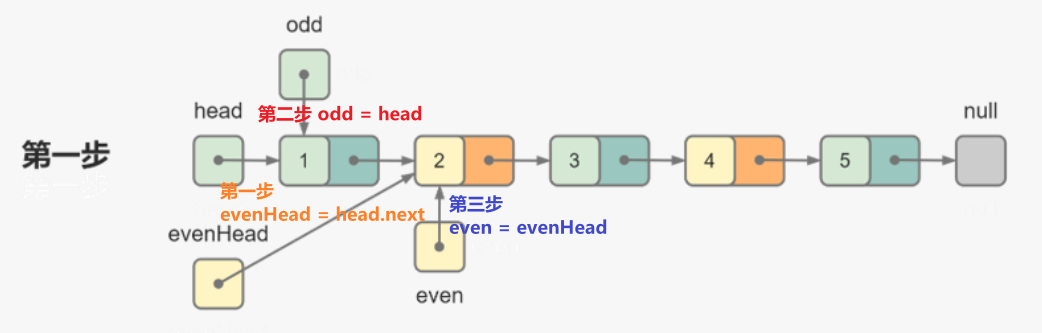 odd
第二步 odd = head
head
null
第一步
1
2
3
4
5
第一步
evenHead = head.next
第三步
even = evenHead
evenHead
even